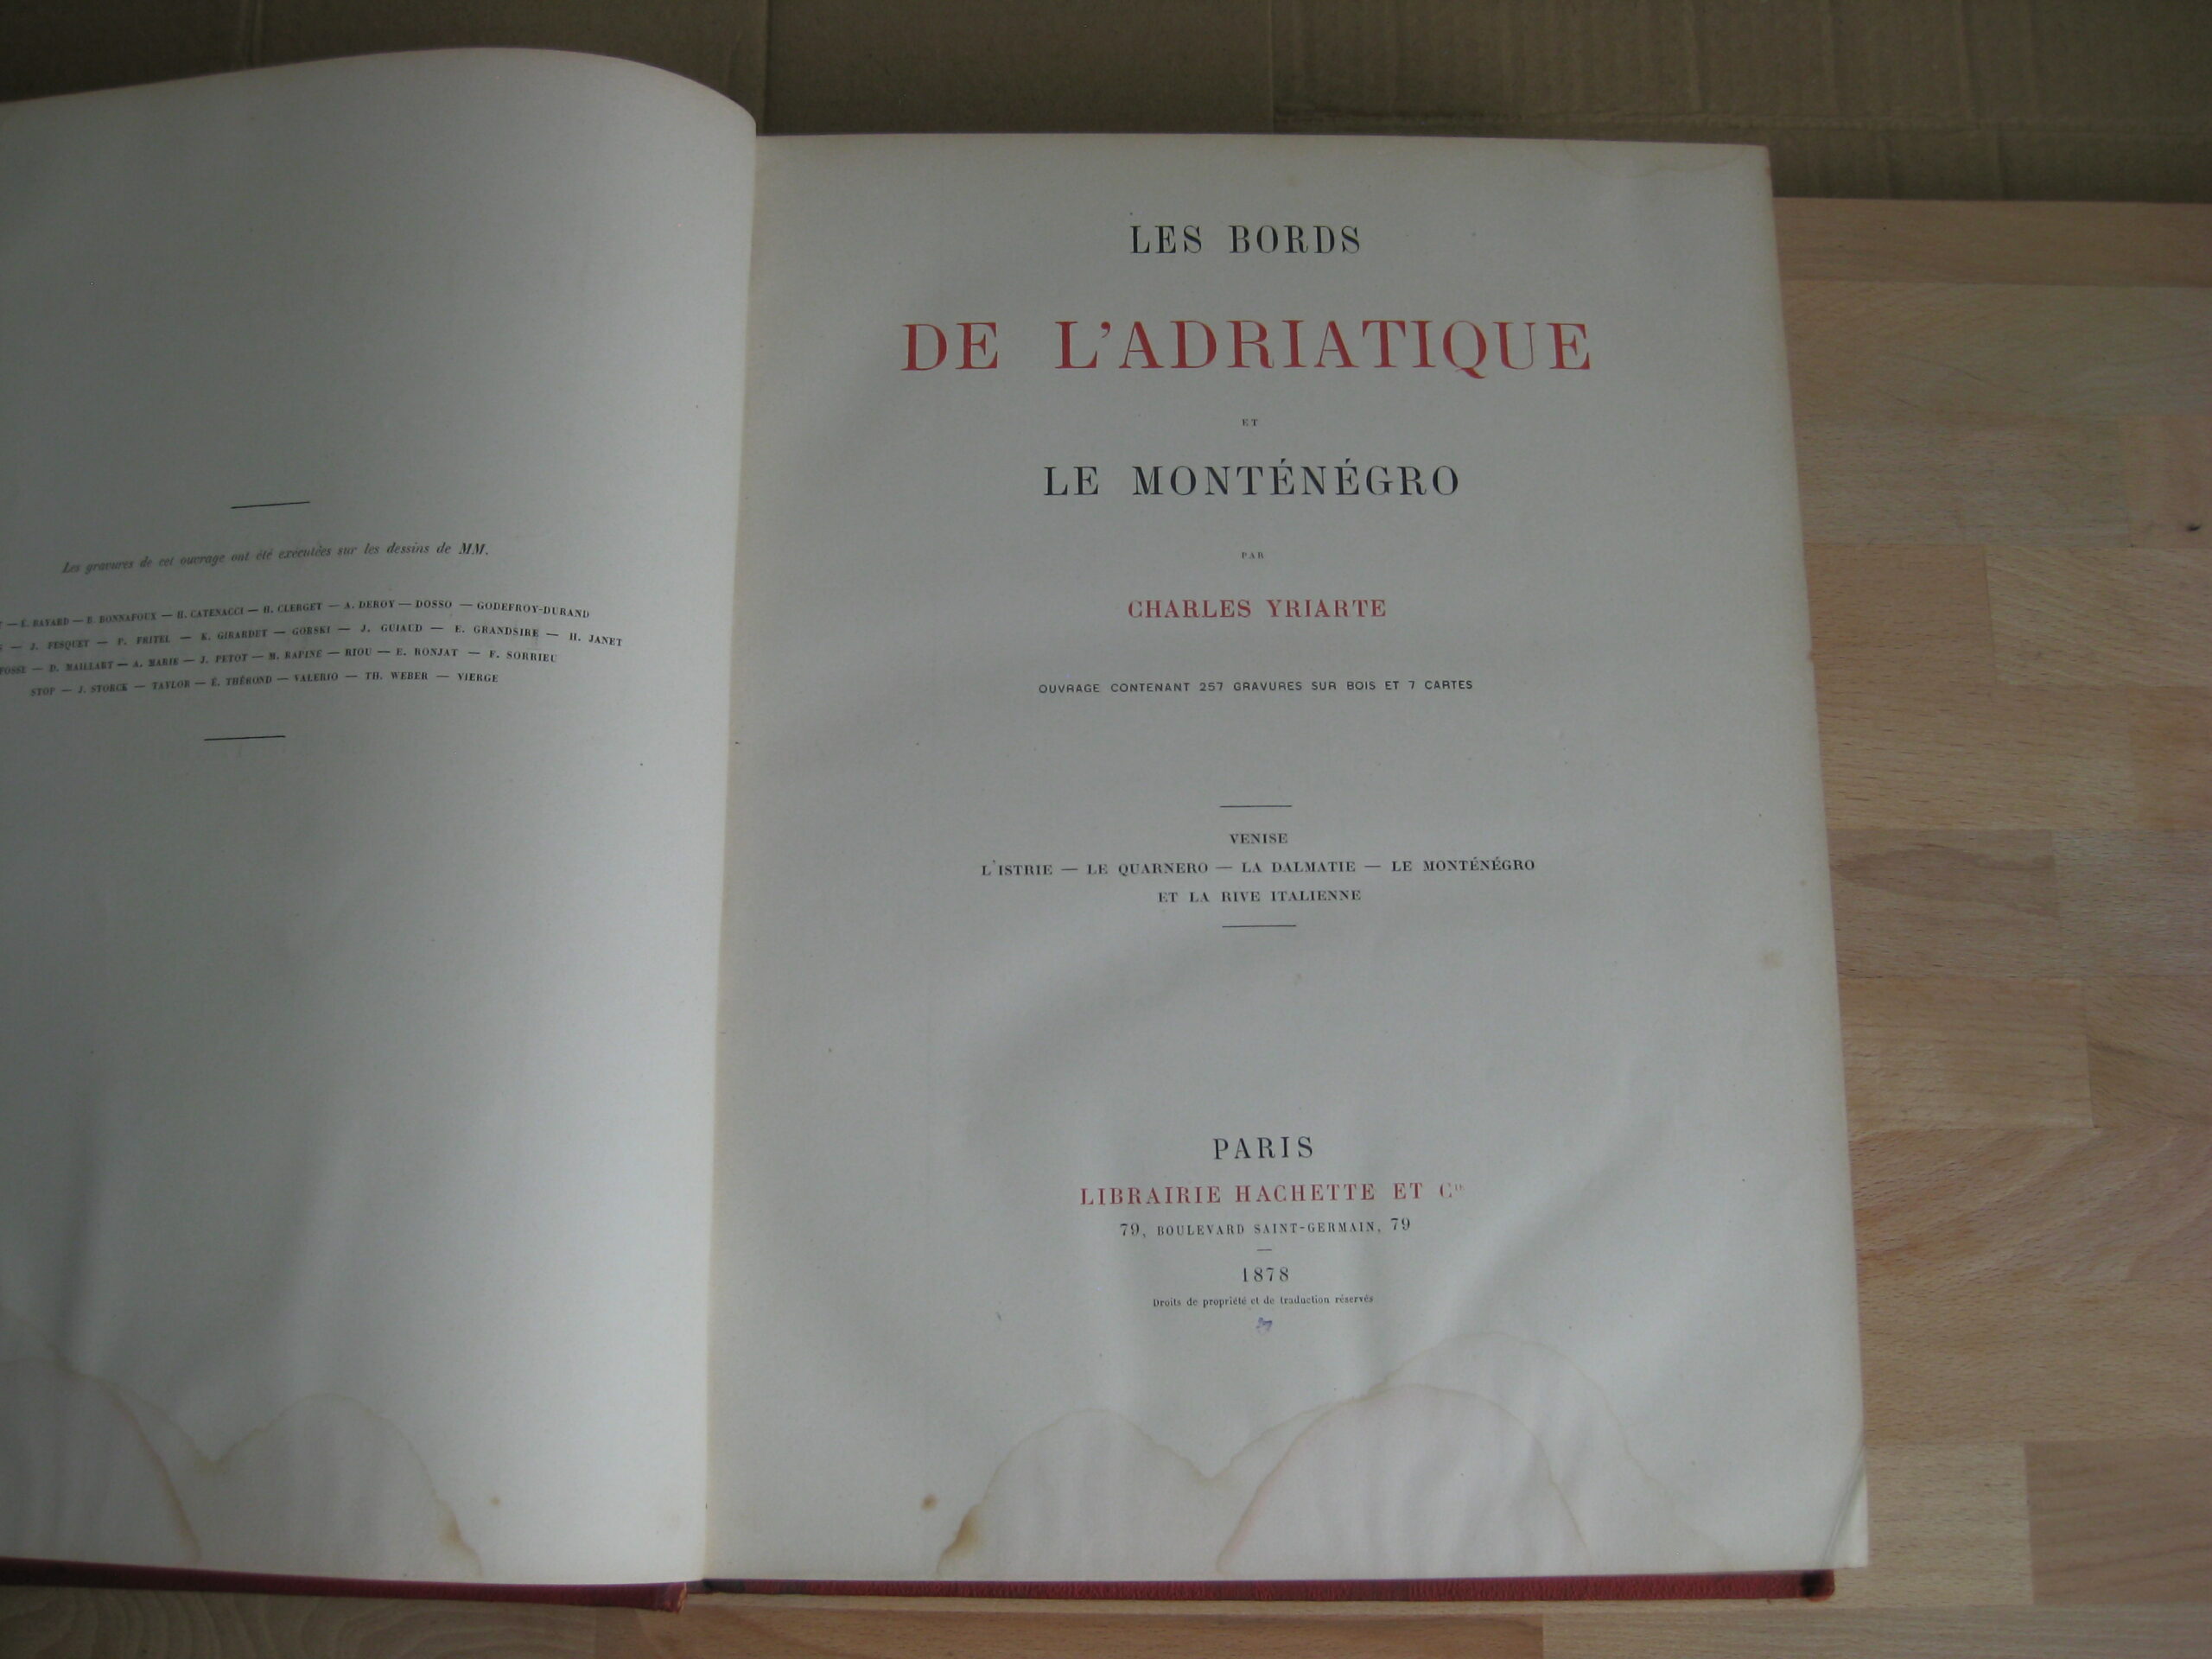 Les gravures de cet ouvrage ont été exécutées sur les dessins de MM.
— É. BAYARD — B. BONNAFOUX — H. CATENACCI — H. CLERGET — A. DEROY — DOSSO — GODEFROY-DURAND
— J. FESQUET — P. FRITEL — K. GIRARDET — GORSKI — J. GUIAUD — E. GRANDSIRE — H. JANET
— D. MAILLART — A. MARIE — J. PETOT — M. RAPINE — RIOU — E. RONJAT — F. SORRIEU
STOP — J. STORCK — TAYLOR — É. THÉROND — VALERIO — TH. WEBER — VIERGE
LES BORDS
DE L'ADRIATIQUE
ET
LE MONTÉNÉGRO
PAR
CHARLES YRIARTE
OUVRAGE CONTENANT 257 GRAVURES SUR BOIS ET 7 CARTES
VENISE
L'ISTRIE — LE QUARNERO — LA DALMATIE — LE MONTÉNÉGRO
ET LA RIVE ITALIENNE
PARIS
LIBRAIRIE HACHETTE ET Cie
79, BOULEVARD SAINT-GERMAIN, 79
1878
Droits de propriété et de traduction réservés